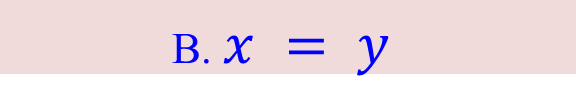 B. x = y